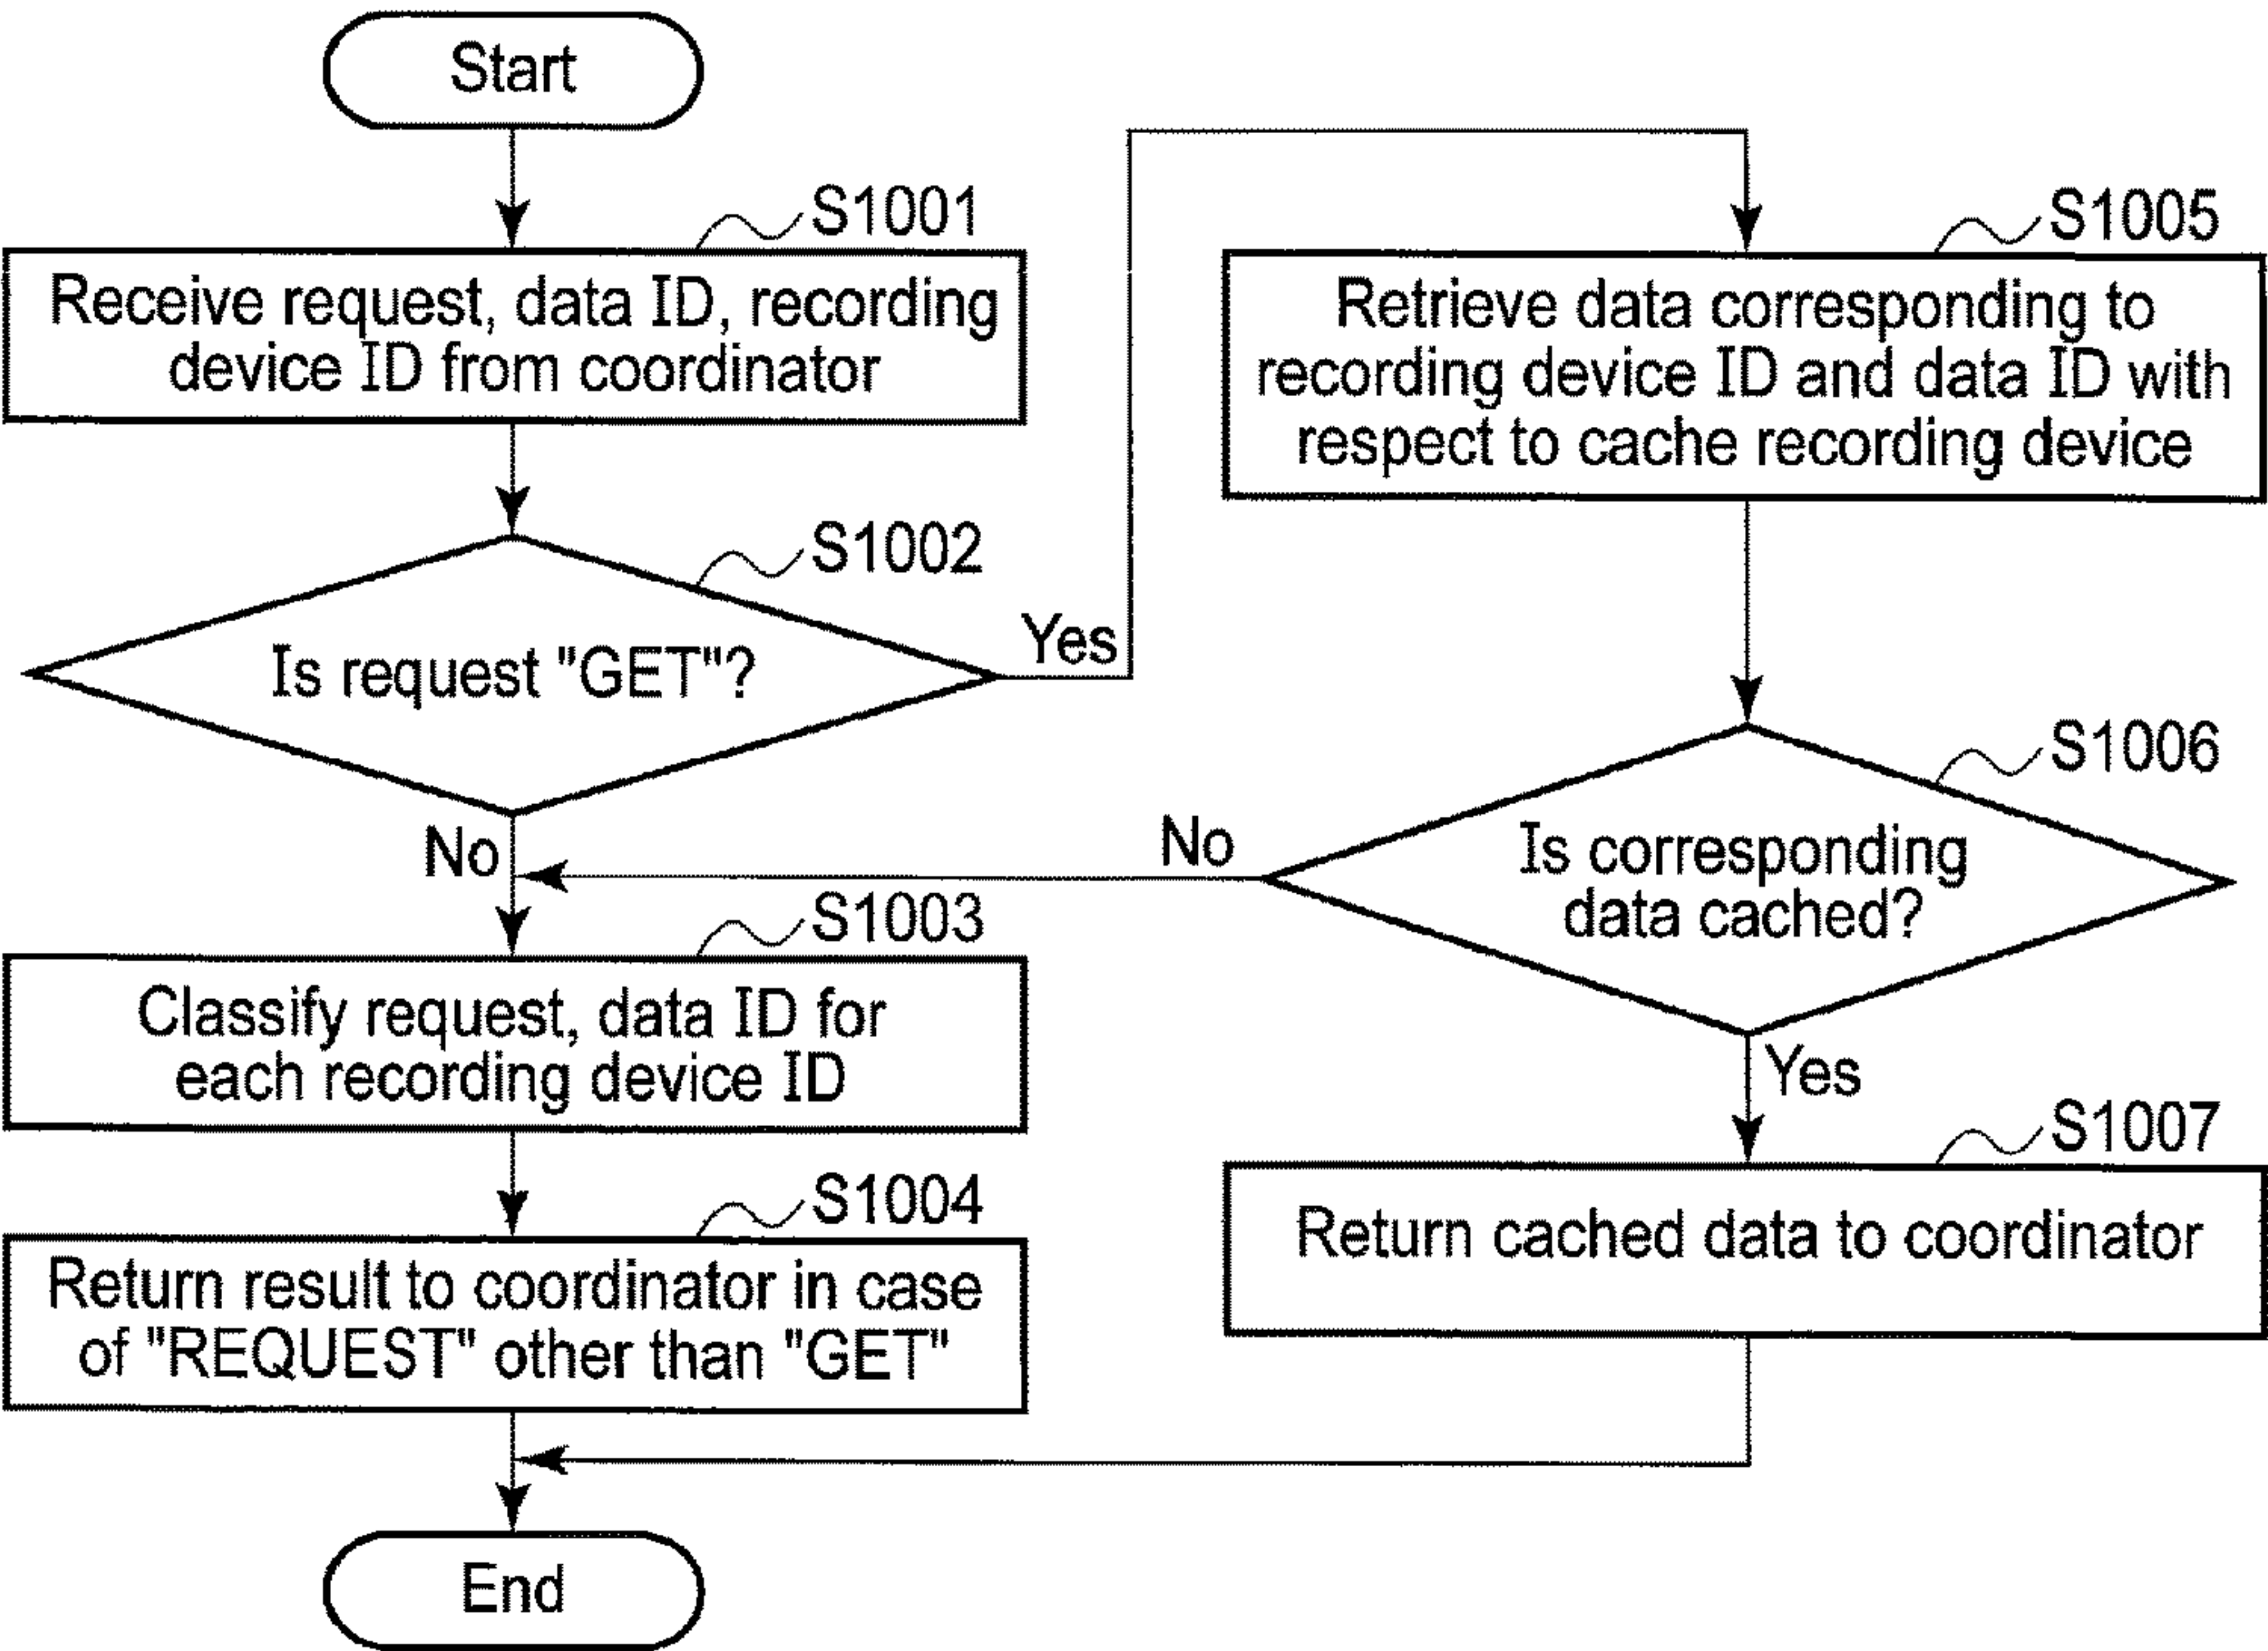 Start
S1001
Receive request, data ID, recording
device ID from coordinator
S1002
Is request "GET"?
Yes
No
S1003
Classify request, data ID for
each recording device ID
S1004
Return result to coordinator in case
of "REQUEST" other than "GET"
End
S1005
Retrieve data corresponding to
recording device ID and data ID with
respect to cache recording device
S1006
Is corresponding
data cached?
No
Yes
S1007
Return cached data to coordinator